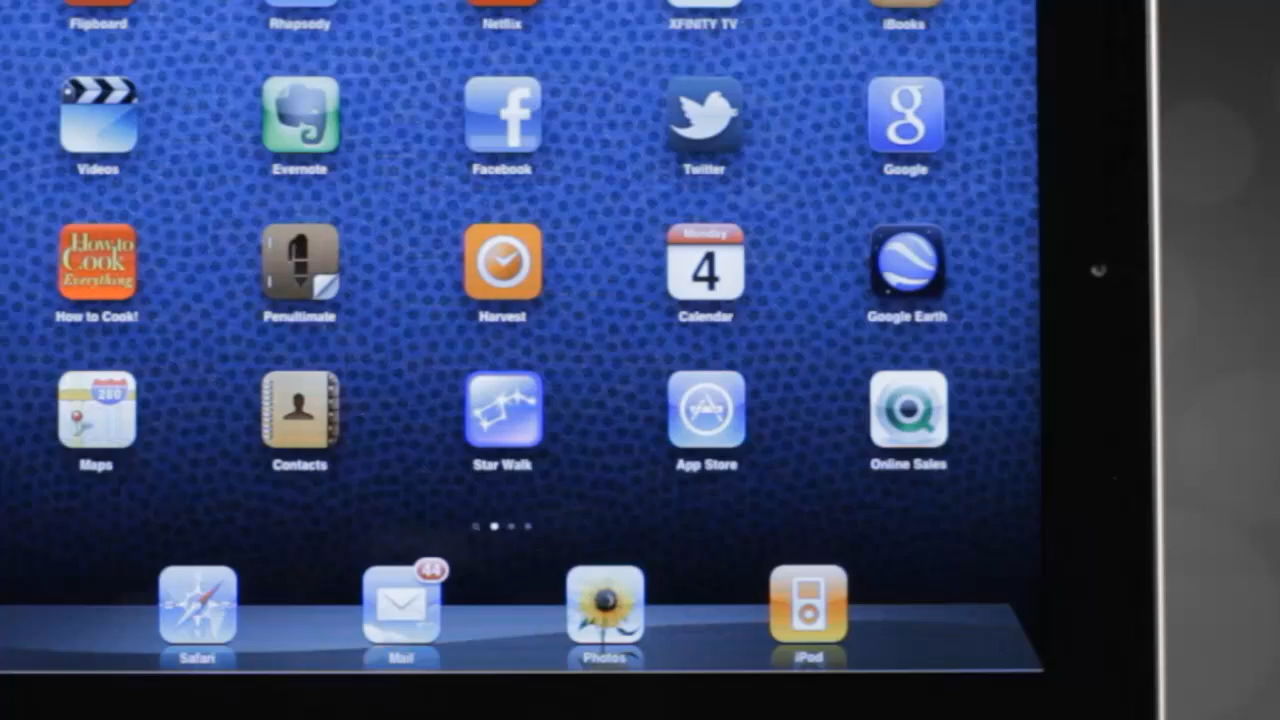 Flipboard
Rhapsody
Netflix
XFINITY TV
iBooks
Videos
Evernote
Facebook
Twitter
Google
How to
Cook
Everything
Monday
4
How to Cook!
Penultimate
Harvest
Calendar
Google Earth
280
Maps
Contacts
Star Walk
App Store
Online Sales
44
Safari
Mail
Photos
iPod